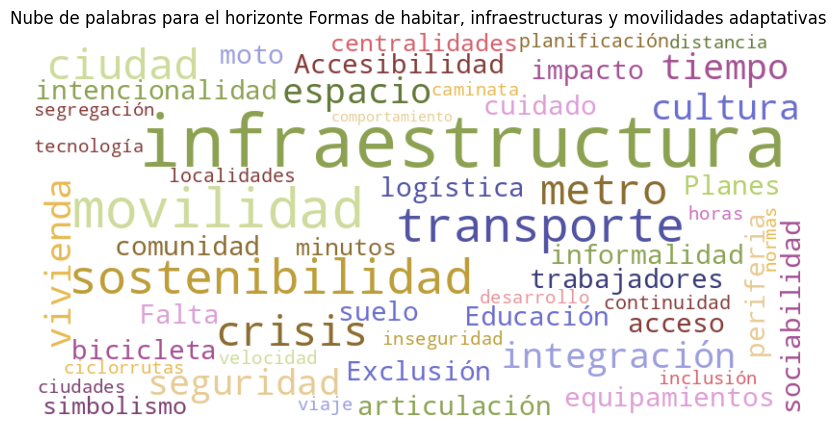 Nube de palabras para el horizonte Formas de habitar, infraestructuras y movilidades adaptativas
centralidades
planificación
distancia
ciudad
moto
Accesibilidad
impacto
tiempo
intencionalidad
espacio
caminata
cuidado
cultura
segregación
comportamiento
infraestructura
tecnología
localidades
movilidad
logística
metro
Planes
transporte
horas
normas
vivienda
comunidad
minutos
informalidad
periferia
sociabilidad
sostenibilidad
trabajadores
desarrollo
continuidad
Falta
suelo
Educación
acceso
crisis
inseguridad
bicicleta
velocidad
integración
ciclorrutas
Exclusión
inclusión
ciudades
seguridad
equipamientos
simbolismo
viaje
articulación